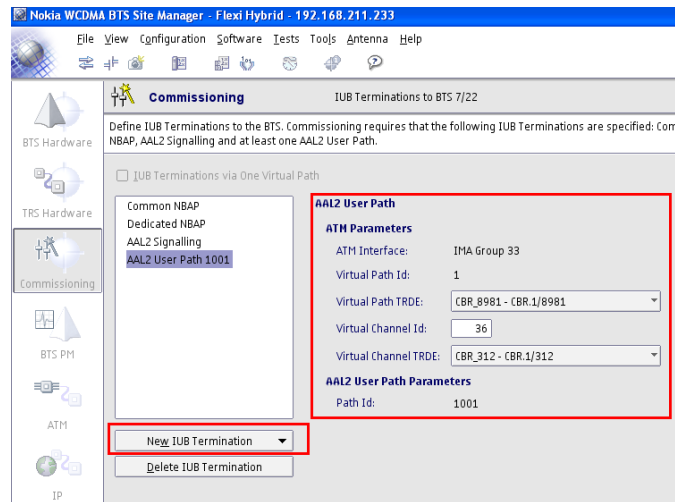 Nokia WCDMA BTS Site Manager - Flexi Hybrid - 192.168.211.233
File View Configuration Software Tests Tools Antenna Help
Commissioning IUB Terminations to BTS 7/22
Define IUB Terminations to the BTS. Commissioning requires that the following IUB Terminations are specified: Com
NBAP, AAL2 Signalling and at least one AAL2 User Path.
BTS Hardware
TRS Hardware
Commissioning
BTS PM
ATM
IP
IUB Terminations via One Virtual Path
Common NBAP
Dedicated NBAP
AAL2 Signalling
AAL2 User Path 1001
New IUB Termination
Delete IUB Termination
AAL2 User Path
ATM Parameters
ATM Interface: IMA Group 33
Virtual Path Id: 1
Virtual Path TRDE: CBR_8981 - CBR.1/8981
Virtual Channel Id: 36
Virtual Channel TRDE: CBR_312 - CBR.1/312
AAL2 User Path Parameters
Path Id: 1001